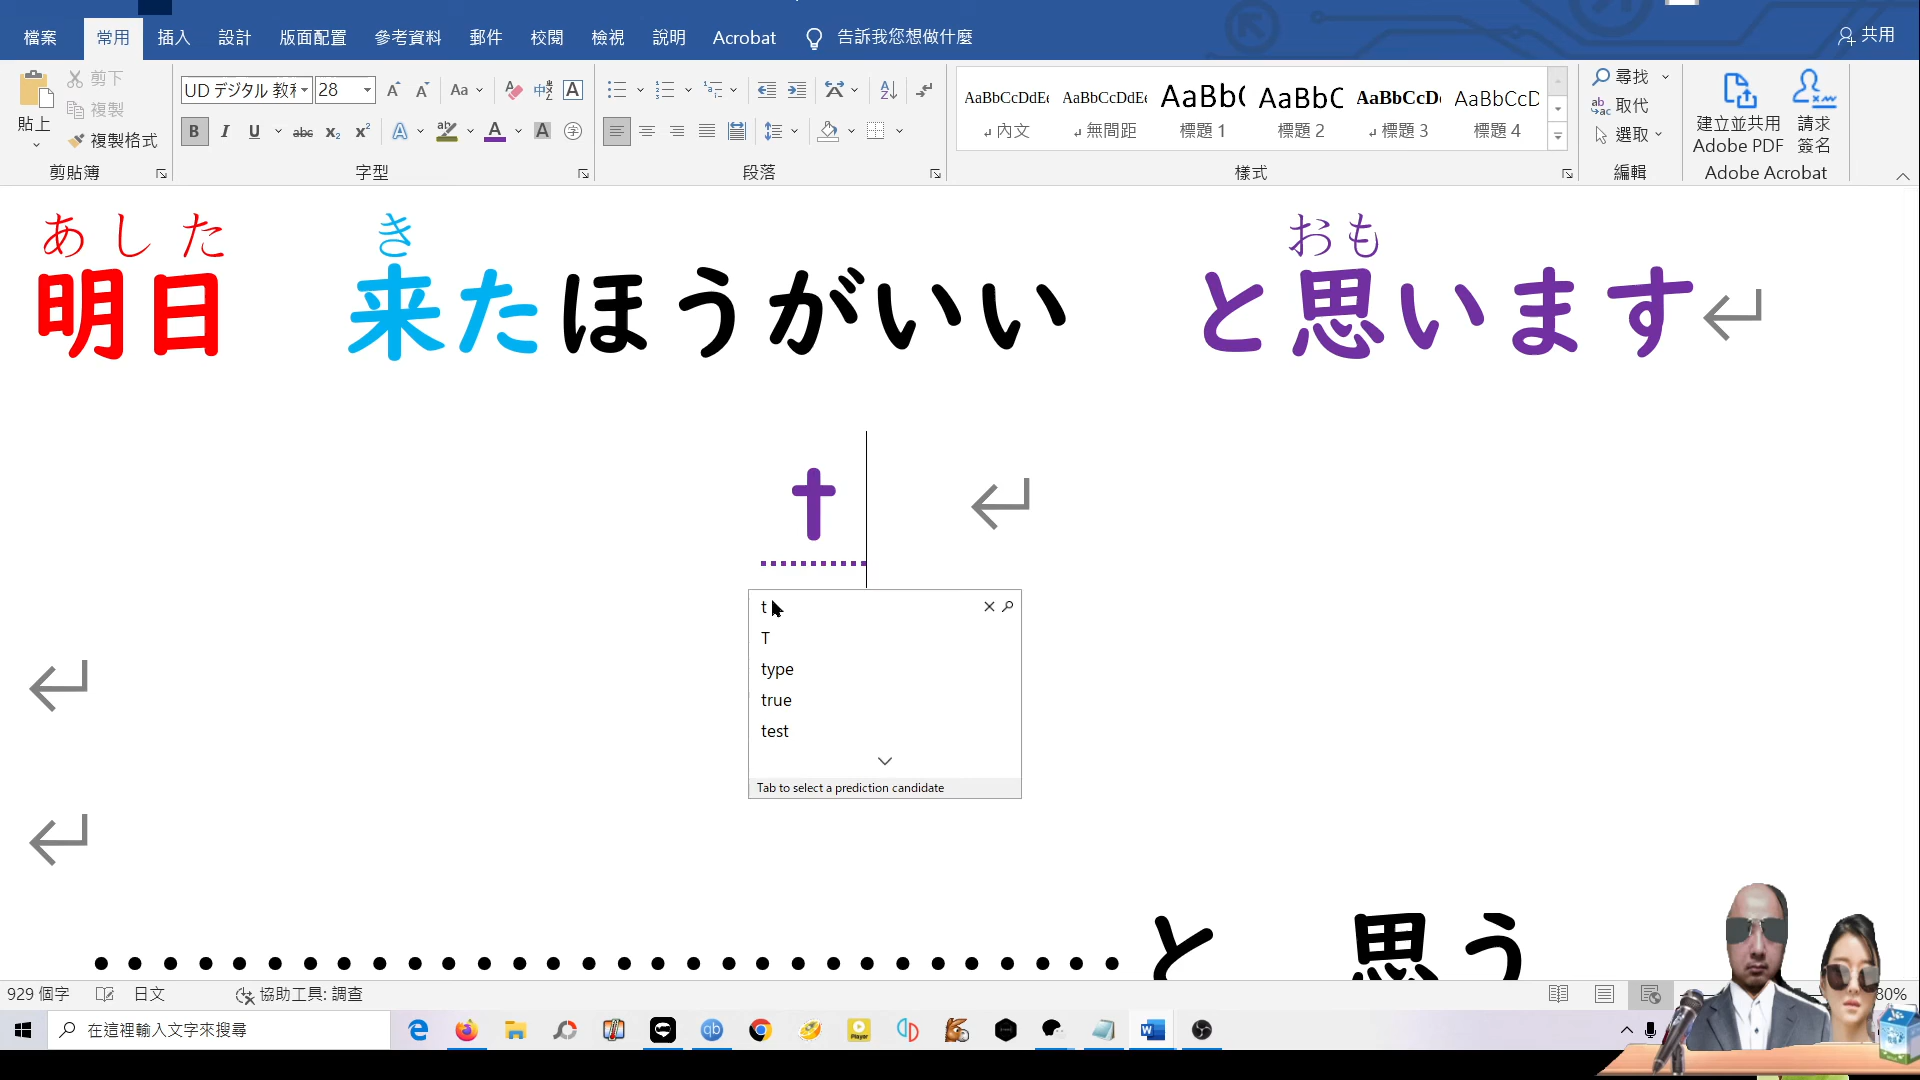 檔案 常用 插入 設計 版面配置 參考資料 郵件 校閱 檢視 說明 Acrobat 告訴我您想做什麼 共用
貼上 剪下 複製 複製格式
UD デジタル 教 28 Aa
AaBbCcDdEe AaBbCcDdEe AaBb( AaBbC AaBbCcD AaBbCcD
內文 無間距 標題 1 標題 2 標題 3 標題 4
尋找 取代 選取
建立並共用 Adobe PDF 請求 簽名
剪貼簿 字型 段落 樣式 編輯 Adobe Acrobat
あした き おも
明日 来たほうがいい と思います
t
t
T
type
true
test
Tab to select a prediction candidate
・・・・・・・・・・・・・・・・・・・・・・・・・・・・・・と 思う
929 個字 日文 協助工具: 調查 80%
在這裡輸入文字來搜尋